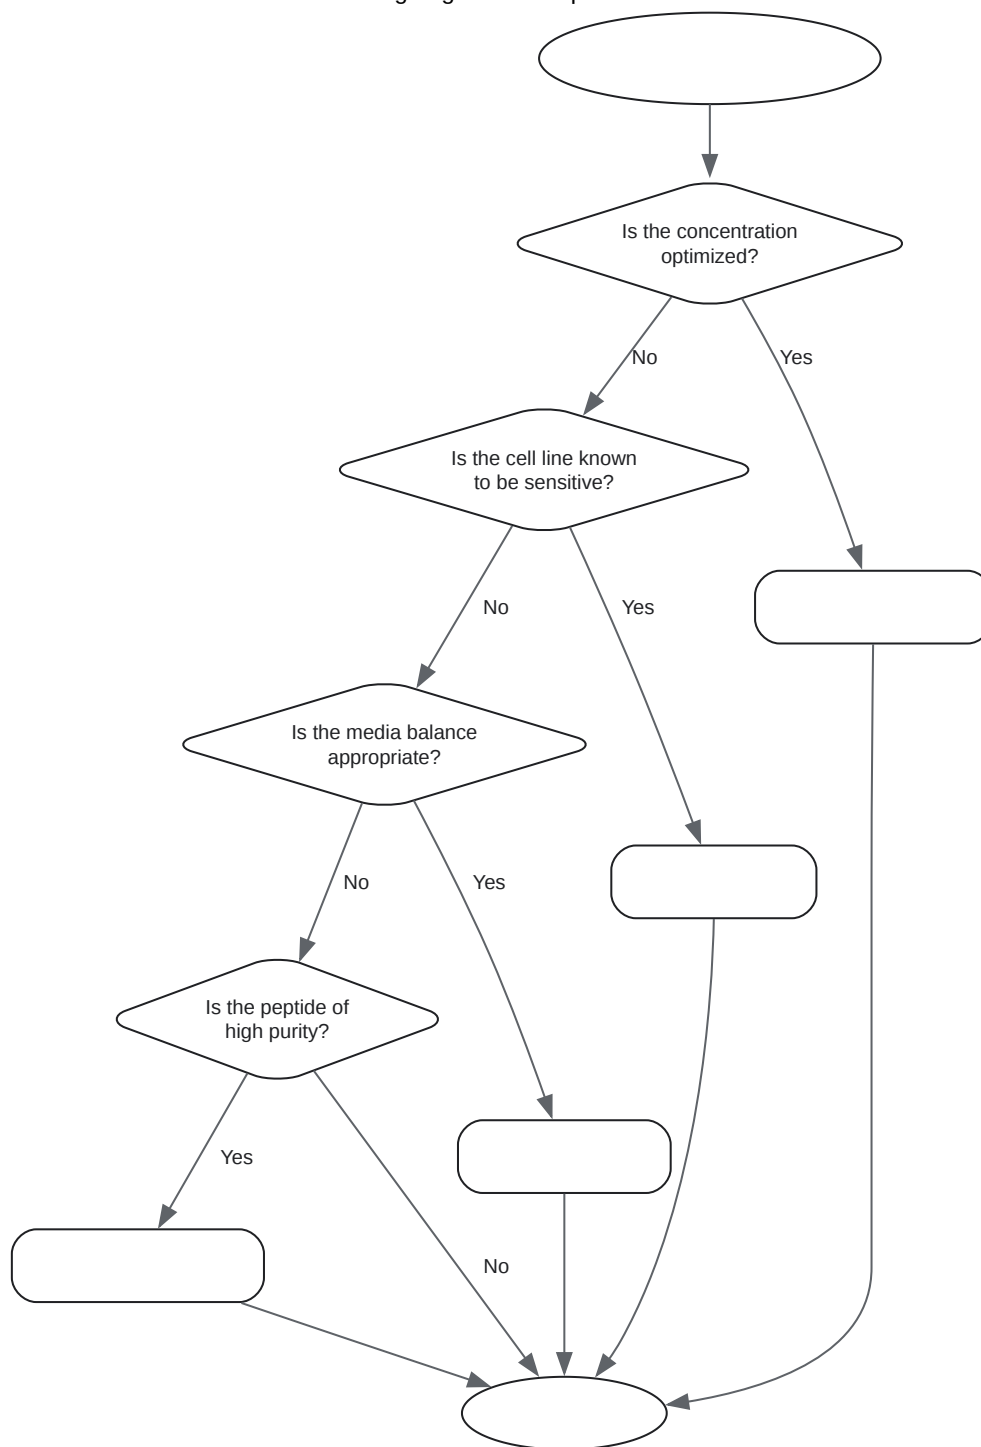 Is the concentration
optimized?
No
Yes
Is the cell line known
to be sensitive?
No
Yes
Is the media balance
appropriate?
No
Yes
Is the peptide of
high purity?
Yes
No